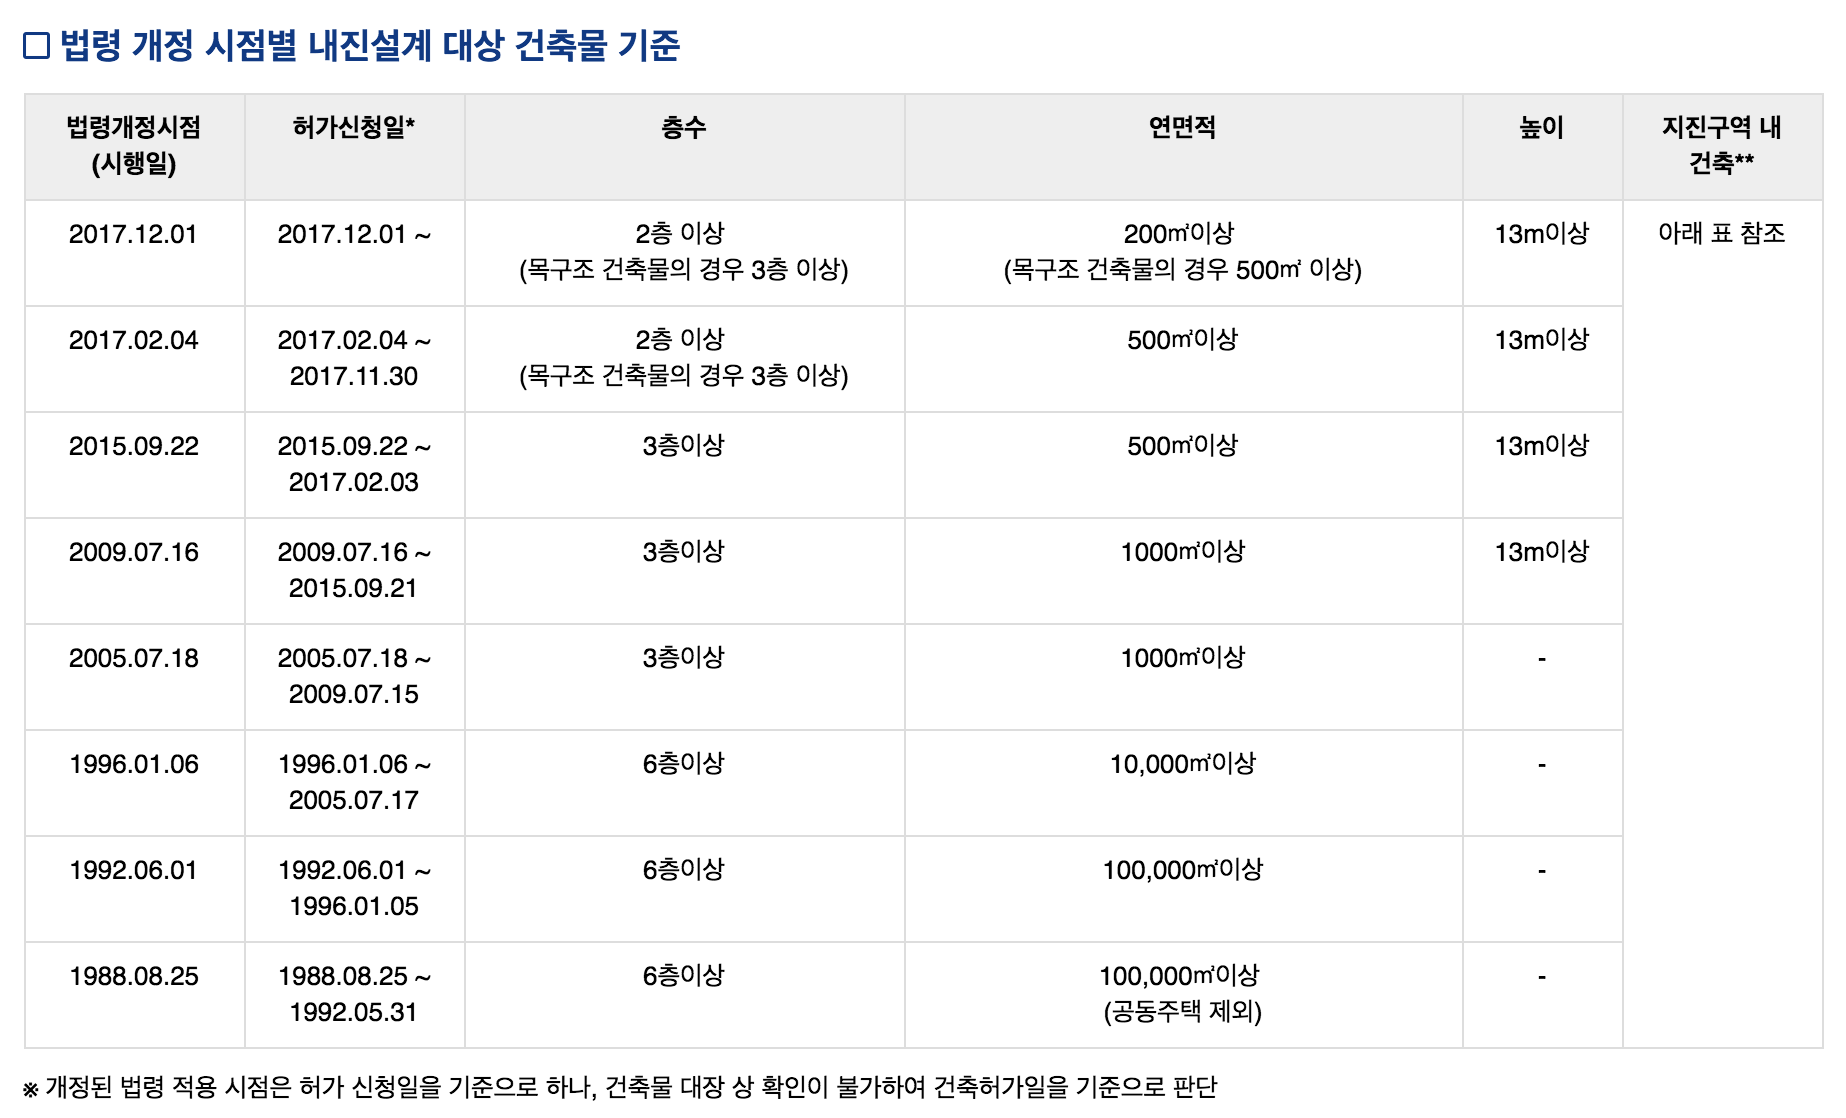 □ 법령 개정 시점별 내진설계 대상 건축물 기준
법령개정시점 허가신청일* 층수 연면적 높이 지진구역 내
(시행일) 건축**
2017.12.01 2017.12.01 ~ 2층 이상 200㎡이상 13m이상 아래 표 참조
(목구조 건축물의 경우 3층 이상) (목구조 건축물의 경우 500㎡ 이상)
2017.02.04 2017.02.04 ~ 2층 이상 500㎡이상 13m이상
2017.11.30 (목구조 건축물의 경우 3층 이상)
2015.09.22 2015.09.22 ~ 3층이상 500㎡이상 13m이상
2017.02.03
2009.07.16 2009.07.16 ~ 3층이상 1000㎡이상 13m이상
2015.09.21
2005.07.18 2005.07.18 ~ 3층이상 1000㎡이상 -
2009.07.15
1996.01.06 1996.01.06 ~ 6층이상 10,000㎡이상 -
2005.07.17
1992.06.01 1992.06.01 ~ 6층이상 100,000㎡이상 -
1996.01.05
1988.08.25 1988.08.25 ~ 6층이상 100,000㎡이상 -
1992.05.31 (공동주택 제외)
※ 개정된 법령 적용 시점은 허가 신청일을 기준으로 하나, 건축물 대장 상 확인이 불가하여 건축허가일을 기준으로 판단